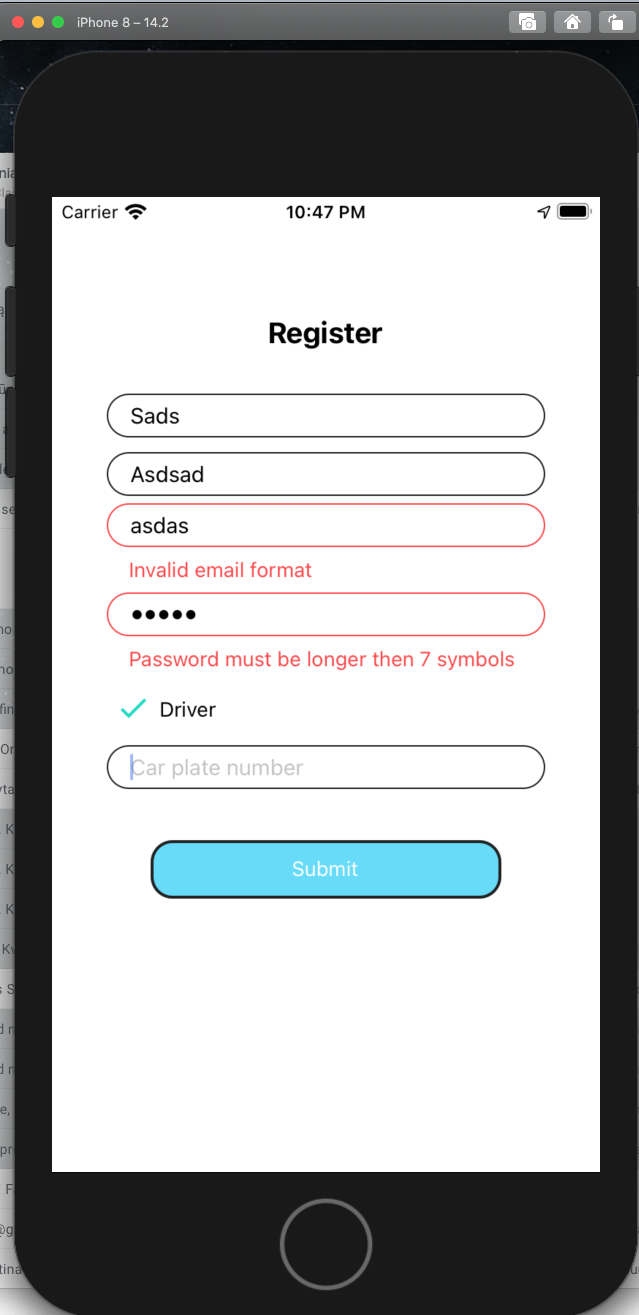 iPhone 8 – 14.2
Carrier
10:47 PM
Register
Sads
Asdsad
asdas
Invalid email format
•••••
Password must be longer then 7 symbols
Driver
Car plate number
Submit